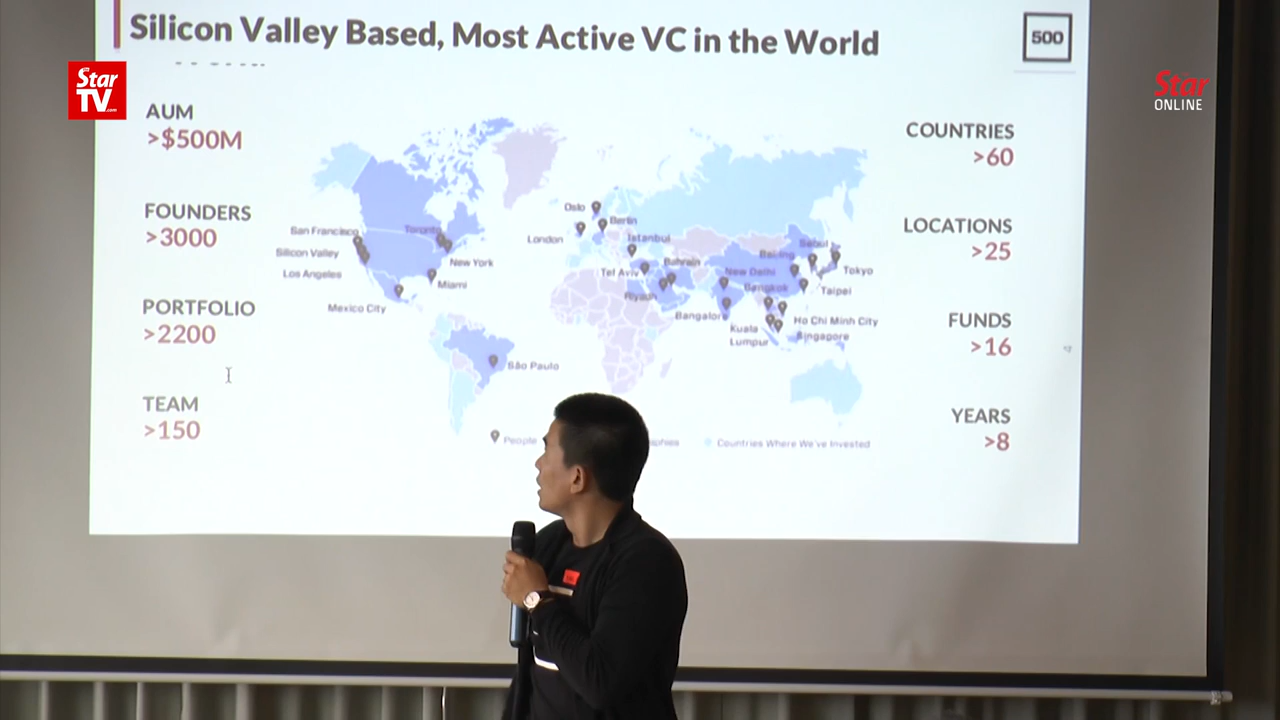 Silicon Valley Based, Most Active VC in the World
500
Star
TV.com
Star
ONLINE
AUM
>$500M
FOUNDERS
>3000
PORTFOLIO
>2200
TEAM
>150
COUNTRIES
>60
LOCATIONS
>25
FUNDS
>16
YEARS
>8
Oslo
Berlin
London
Istanbul
San Francisco
Toronto
Silicon Valley
New York
Los Angeles
Miami
Mexico City
São Paulo
Tel Aviv
Bahrain
Riyadh
New Delhi
Beijing
Seoul
Tokyo
Bangkok
Taipei
Bangalore
Kuala
Lumpur
Ho Chi Minh City
Singapore
People
Countries Where We've Invested